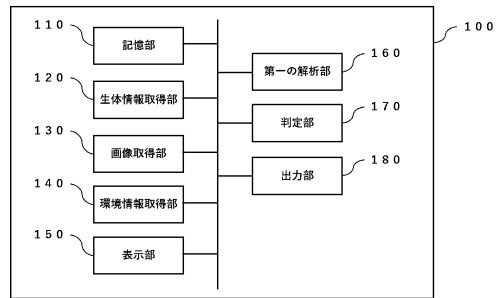 110
記憶部
120
生体情報取得部
130
画像取得部
140
環境情報取得部
150
表示部
100
160
第一の解析部
170
判定部
180
出力部